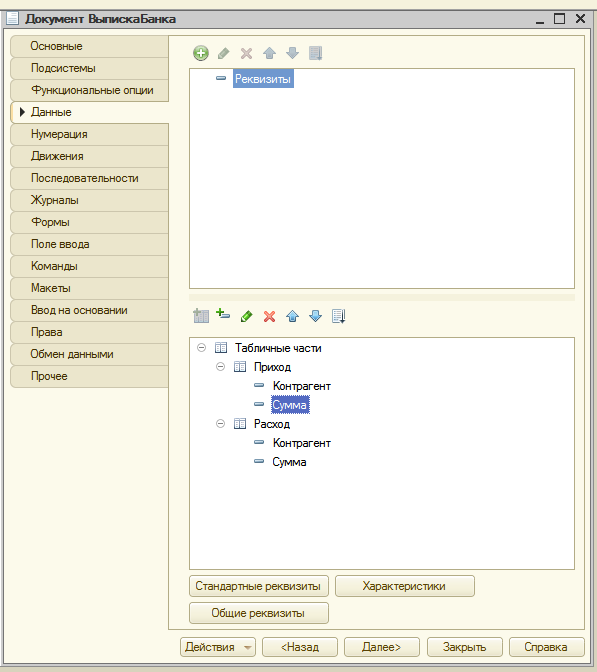 Документ ВыпискаБанка
Основные
Подсистемы
Функциональные опции
Данные
Нумерация
Движения
Последовательности
Журналы
Формы
Поле ввода
Команды
Макеты
Ввод на основании
Права
Обмен данными
Прочее
Реквизиты
Табличные части
Приход
Контрагент
Сумма
Расход
Контрагент
Сумма
Стандартные реквизиты
Характеристики
Общие реквизиты
Действия
<Назад
Далее>
Закрыть
Справка